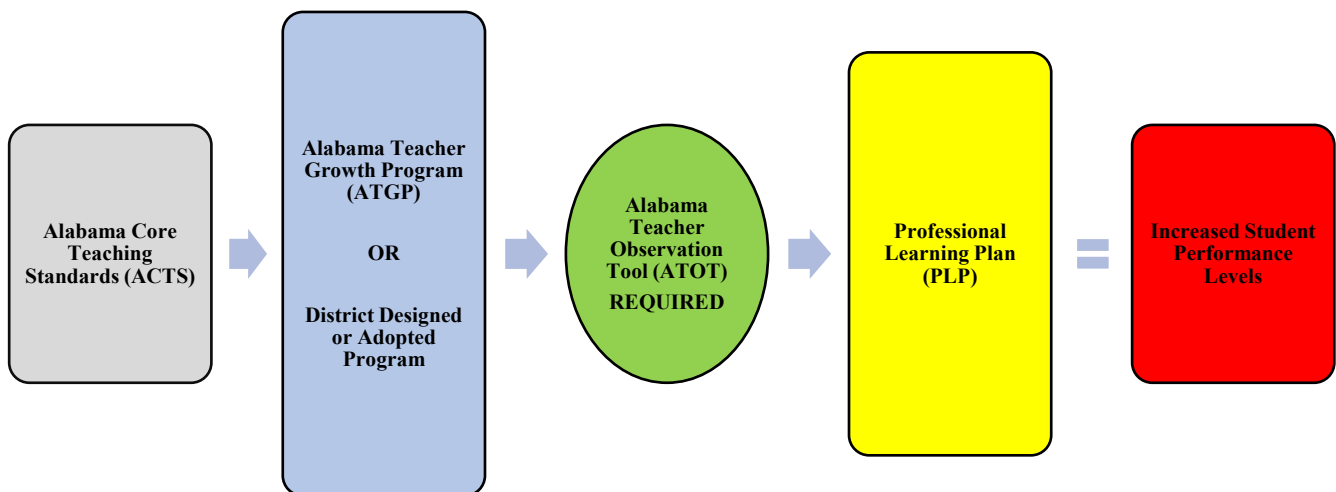 Alabama Core
Teaching
Standards (ACTS)
Alabama Teacher
Growth Program
(ATGP)
OR
District Designed
or Adopted
Program
Alabama
Teacher
Observation
Tool (ATOT)
REQUIRED
Professional
Learning Plan
(PLP)
Increased Student
Performance
Levels